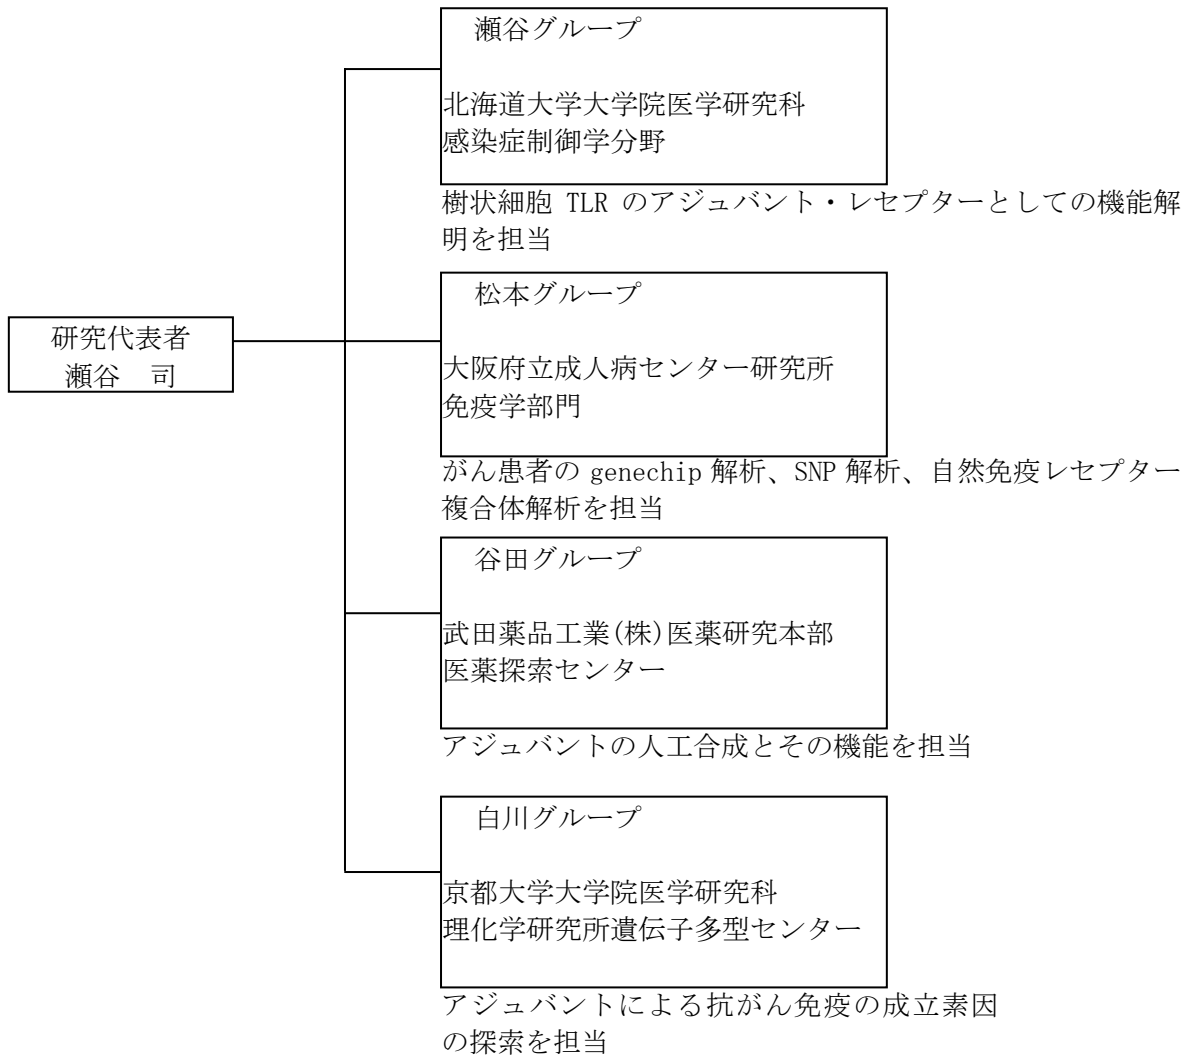 瀬谷グループ
北海道大学大学院医学研究科
感染症制御学分野
樹状細胞 TLR のアジュバント・レセプターとしての機能解
明を担当
松本グループ
研究代表者
瀬谷　司
大阪府立成人病センター研究所
免疫学部門
がん患者の genechip 解析、SNP 解析、自然免疫レセプター
複合体解析を担当
谷田グループ
武田薬品工業(株)医薬研究本部
医薬探索センター
アジュバントの人工合成とその機能を担当
白川グループ
京都大学大学院医学研究科
理化学研究所遺伝子多型センター
アジュバントによる抗がん免疫の成立素因
の探索を担当